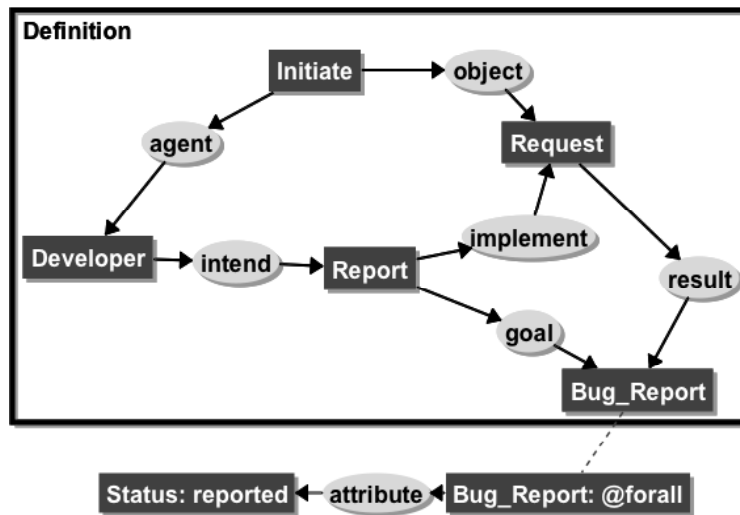 Definition
Initiate
object
agent
Request
Developer
intend
Report
implement
result
goal
Bug_Report
Status: reported
attribute
Bug_Report: @forall